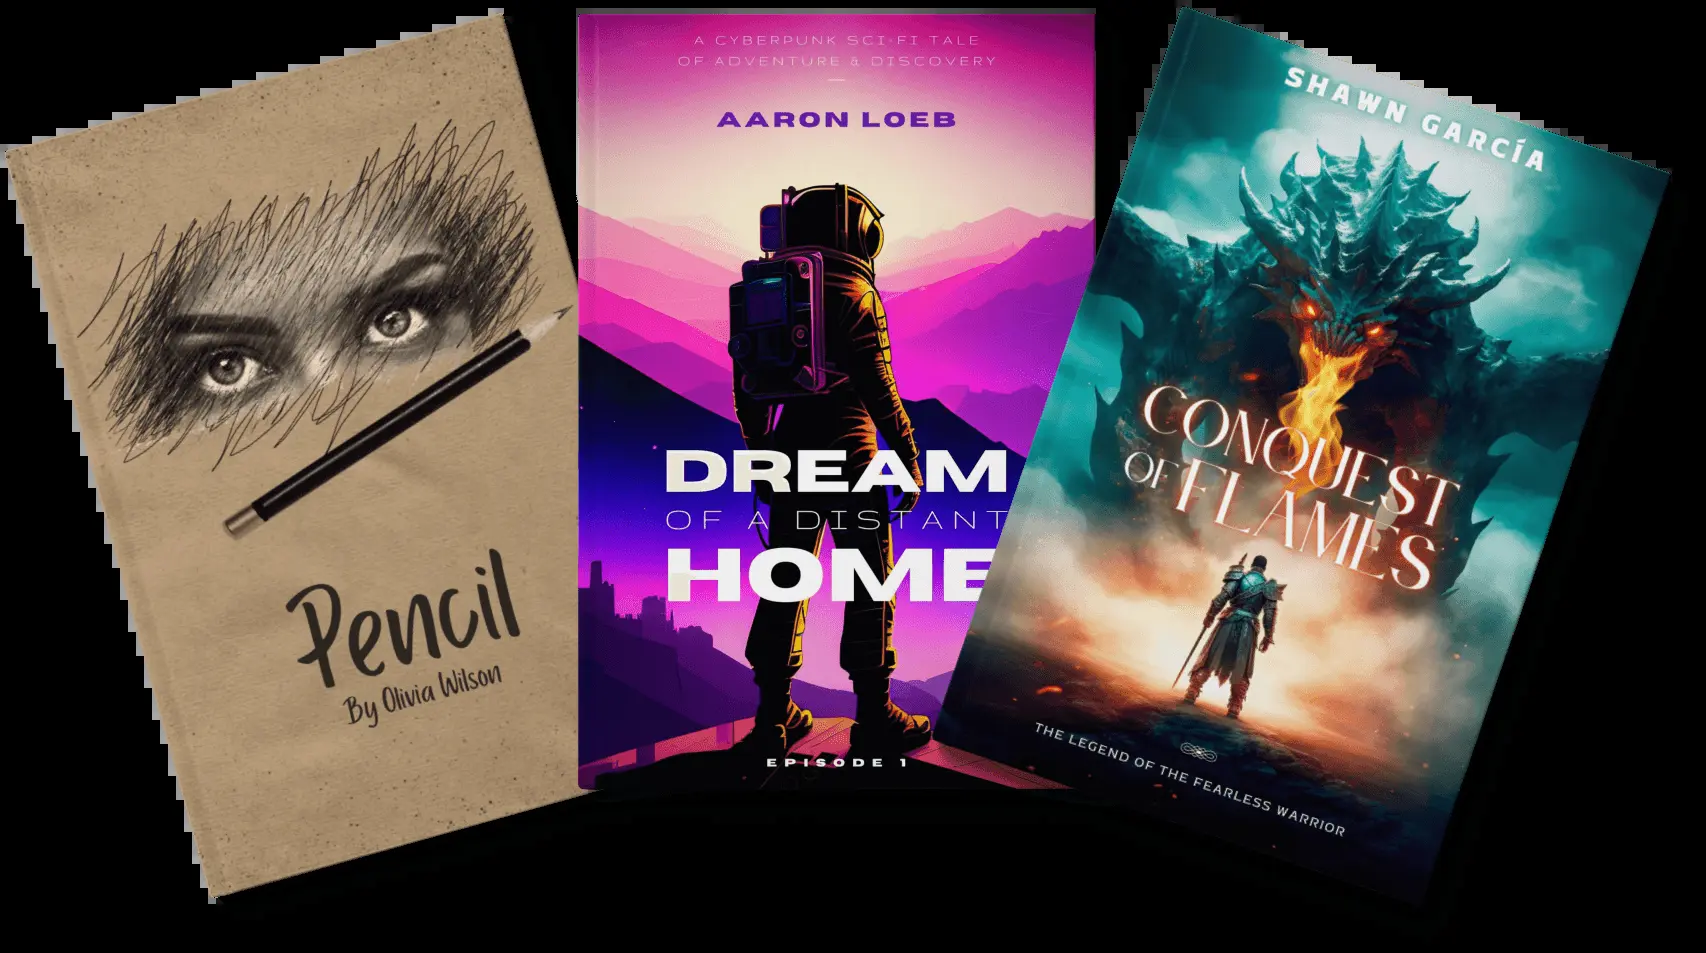 Pencil
By Olivia Wilson
A CYBERPUNK SCI-FI TALE
OF ADVENTURE & DISCOVERY
AARON LOEB
DREAM
OF A DISTANT
HOME
EPISODE 1
SHAWN GARCÍA
CONQUEST
OF FLAMES
THE LEGEND OF THE FEARLESS WARRIOR